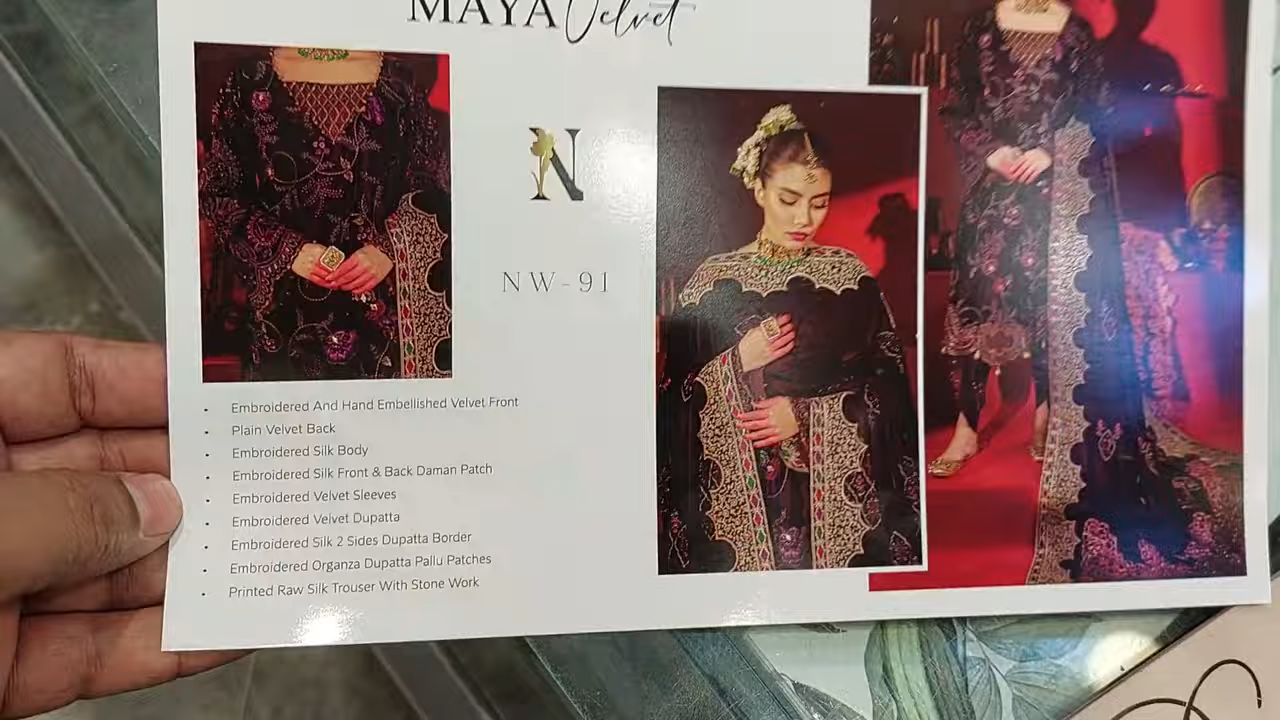 MAYA Velvet
N
NW-91
• Embroidered And Hand Embellished Velvet Front
• Plain Velvet Back
• Embroidered Silk Body
• Embroidered Silk Front & Back Daman Patch
• Embroidered Velvet Sleeves
• Embroidered Velvet Dupatta
• Embroidered Silk 2 Sides Dupatta Border
• Embroidered Organza Dupatta Pallu Patches
• Printed Raw Silk Trouser With Stone Work